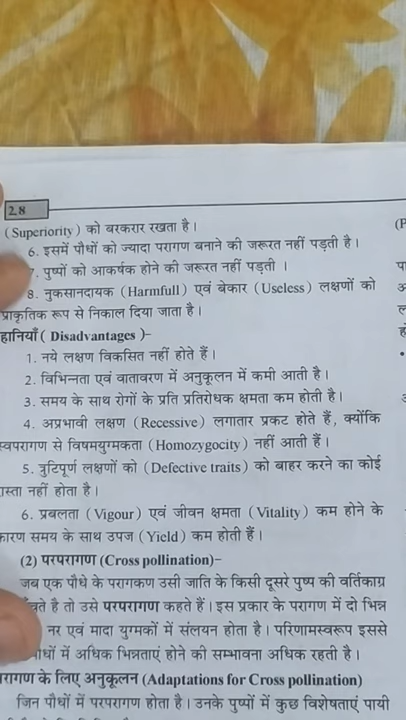 2.8
(Superiority) को बरकरार रखता है।
6. इसमें पौधों को ज्यादा परागण बनाने की जरूरत नहीं पड़ती है।
. पुष्पों को आकर्षक होने की जरूरत नहीं पड़ती ।
8. नुकसानदायक (Harmfull) एवं बेकार (Useless) लक्षणों को
प्राकृतिक रूप से निकाल दिया जाता है।
हानियाँ ( Disadvantages )–
1. नये लक्षण विकसित नहीं होते हैं।
2. विभिन्नता एवं वातावरण में अनुकूलन में कमी आती है।
3. समय के साथ रोगों के प्रति प्रतिरोधक क्षमता कम होती है।
4. अप्रभावी लक्षण (Recessive) लगातार प्रकट होते हैं, क्योंकि
स्वपरागण से विषमयुग्मकता (Homozygocity) नहीं आती हैं।
5. त्रुटिपूर्ण लक्षणों को (Defective traits) को बाहर करने का कोई
रास्ता नहीं होता है।
6. प्रबलता (Vigour) एवं जीवन क्षमता (Vitality) कम होने के
कारण समय के साथ उपज (Yield) कम होती हैं।
(2) परपरागण (Cross pollination)–
जब एक पौधे के परागकण उसी जाति के किसी दूसरे पुष्प की वर्तिकाग्र
है तो उसे परपरागण कहते हैं। इस प्रकार के परागण में दो भिन्न
नर एवं मादा युग्मकों में संलयन होता है। परिणामस्वरूप इससे
में अधिक भिन्नताएं होने की सम्भावना अधिक रहती है।
परागण के लिए अनुकूलन (Adaptations for Cross pollination)
जिन पौधों में परपरागण होता है। उनके पुष्पों में कुछ विशेषताएं पायी